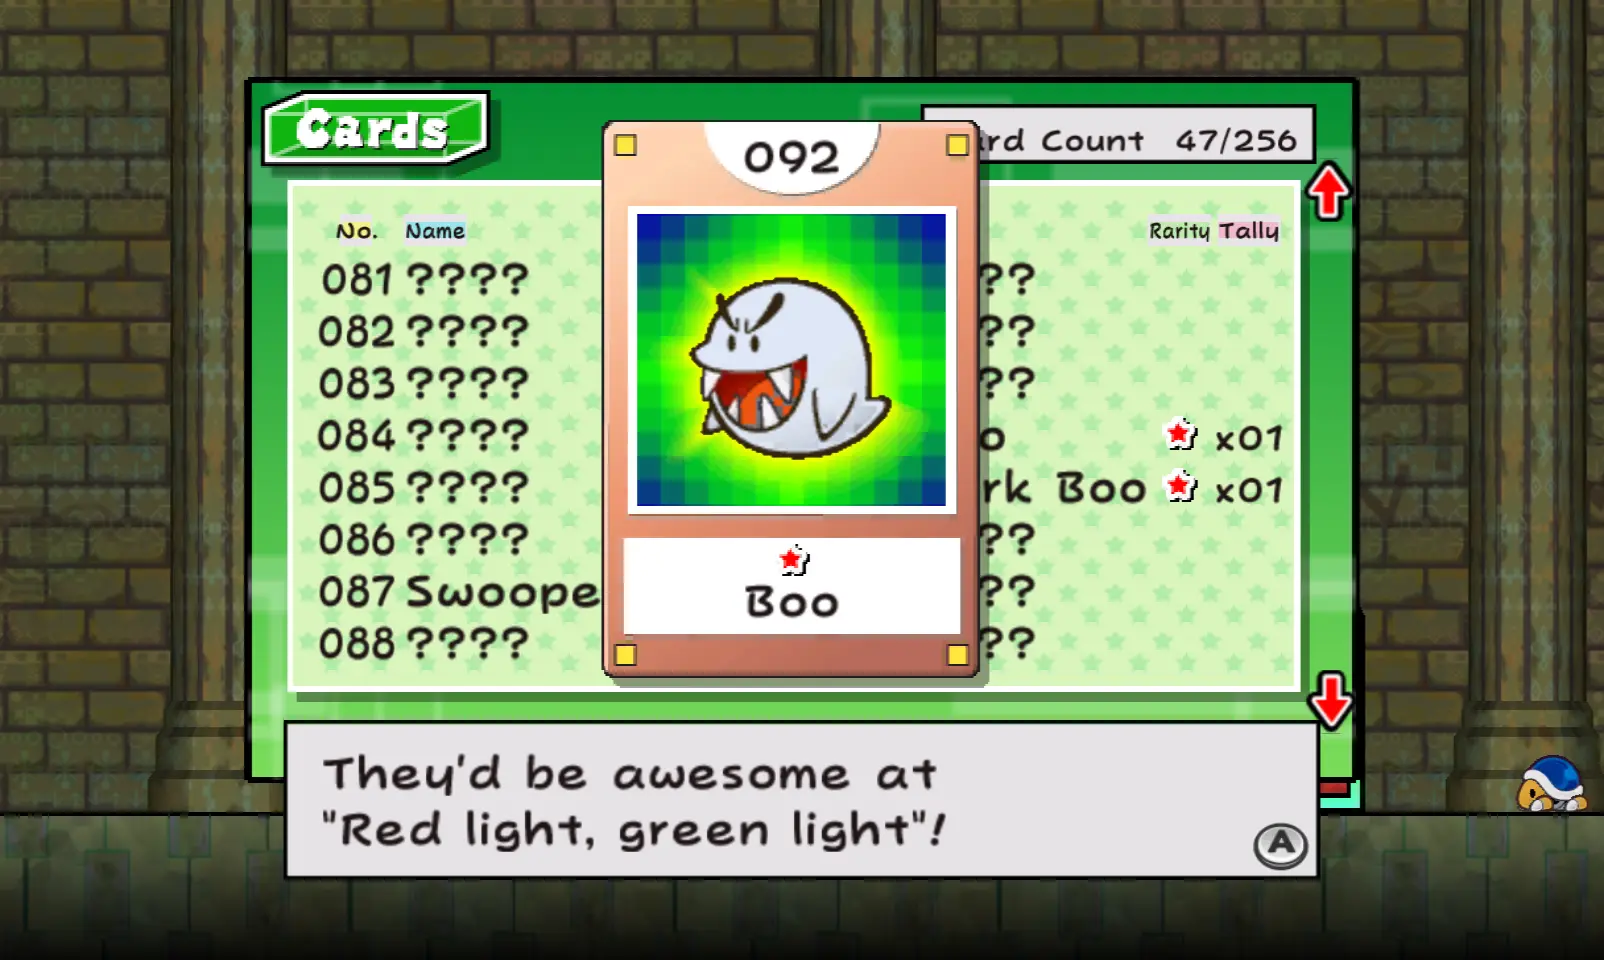 Cards
rd Count 47/256
092
No. Name
Rarity Tally
081 ????
082 ????
083 ????
084 ????
085 ????
086 ????
087 Swoope
088 ????
??
??
??
o x01
rk Boo x01
??
??
??
Boo
They'd be awesome at
"Red light, green light"!
A